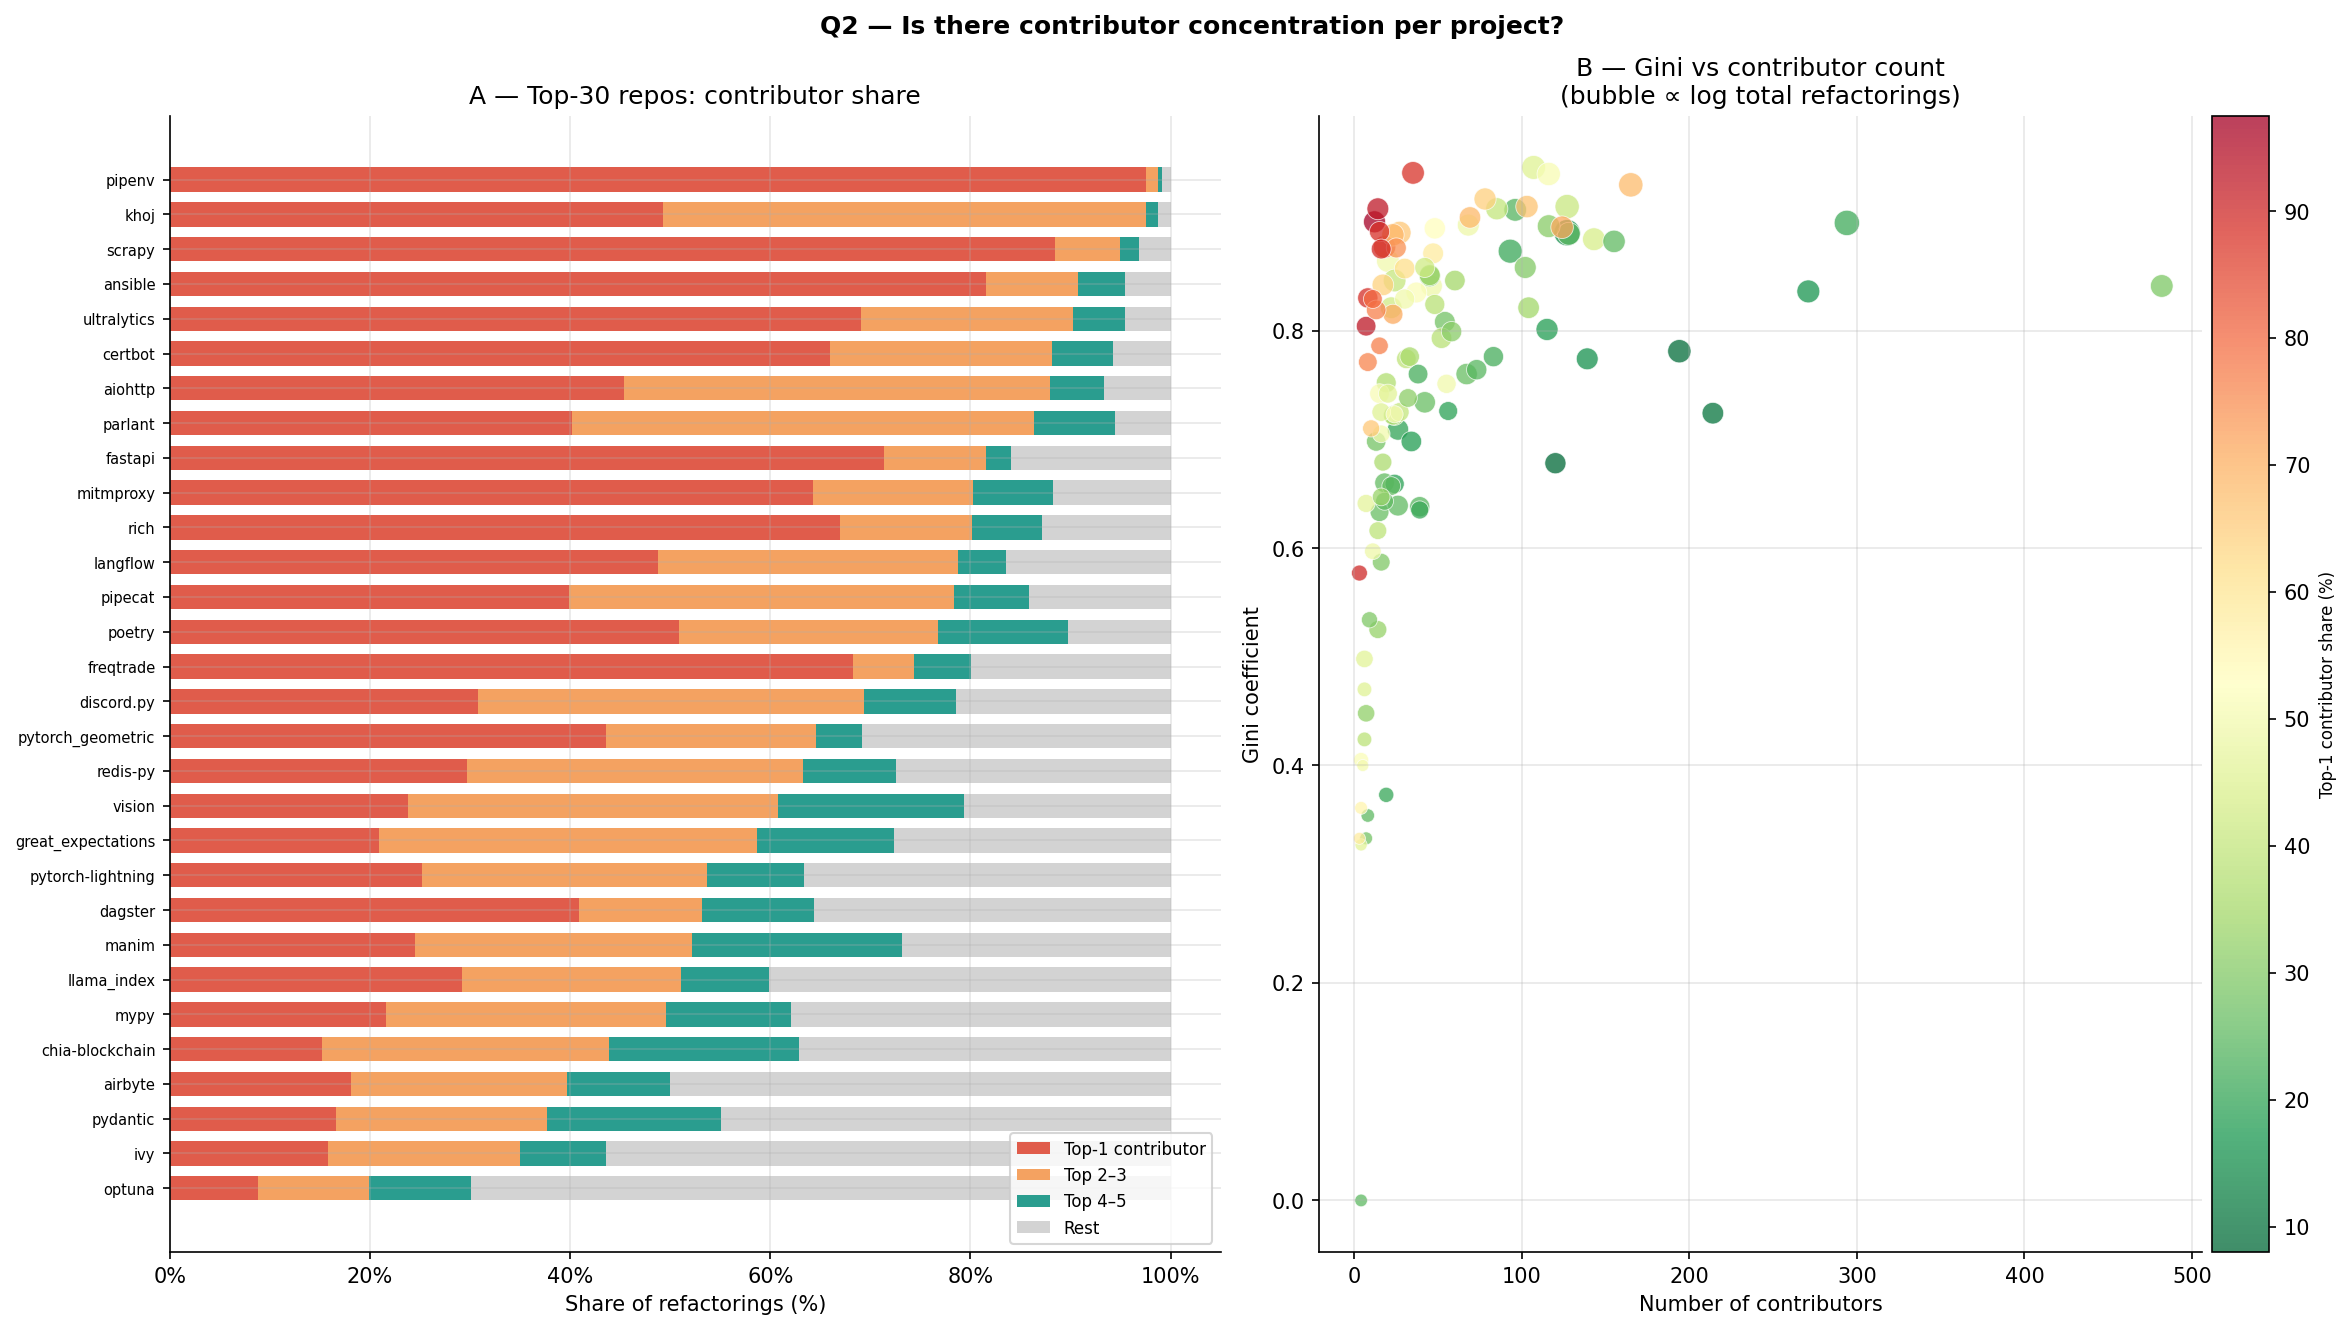 Q2 — Is there contributor concentration per project?
A — Top-30 repos: contributor share
pipenv
khoj
scrapy
ansible
ultralytics
certbot
aiohttp
parlant
fastapi
mitmproxy
rich
langflow
pipecat
poetry
freqtrade
discord.py
pytorch_geometric
redis-py
vision
great_expectations
pytorch-lightning
dagster
manim
llama_index
mypy
chia-blockchain
airbyte
pydantic
ivy
optuna
Top-1 contributor
Top 2–3
Top 4–5
Rest
0% 20% 40% 60% 80% 100%
Share of refactorings (%)
B — Gini vs contributor count
(bubble ∝ log total refactorings)
Gini coefficient
0.8
0.6
0.4
0.2
0.0
0 100 200 300 400 500
Number of contributors
90
80
70
60
50
40
30
20
10
Top-1 contributor share (%)